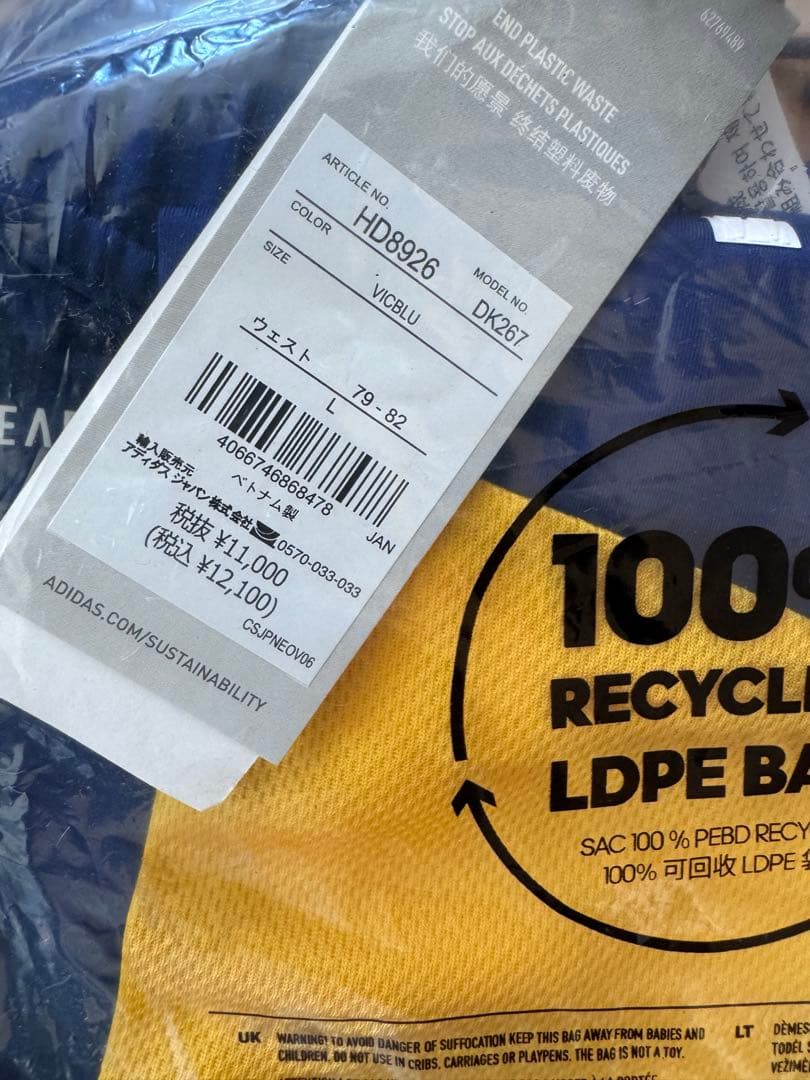 62769489
END PLASTIC WASTE
STOP AUX DÉCHETS PLASTIQUES
我们的愿景 终结塑料废物
ARTICLE NO.
HD8926
MODEL NO.
DK267
COLOR
VICBLU
SIZE
ウェスト 79-82
L
4066746868478
JAN
ベトナム製
輸入販売元
アディダス ジャパン株式会社 0570-033-033
税抜 ¥11,000
(税込 ¥12,100)
CSJPNEOV06
ADIDAS.COM/SUSTAINABILITY
100%
RECYCL
LDPE BA
SAC 100 % PEBD RECY
100% 可回收 LDPE
UK WARNING! TO AVOID DANGER OF SUFFOCATION KEEP THIS BAG AWAY FROM BABIES AND
CHILDREN. DO NOT USE IN CRIBS, CARRIAGES OR PLAYPENS. THE BAG IS NOT A TOY.
LT DĖMES
TODĖL
VEŽIMĖ